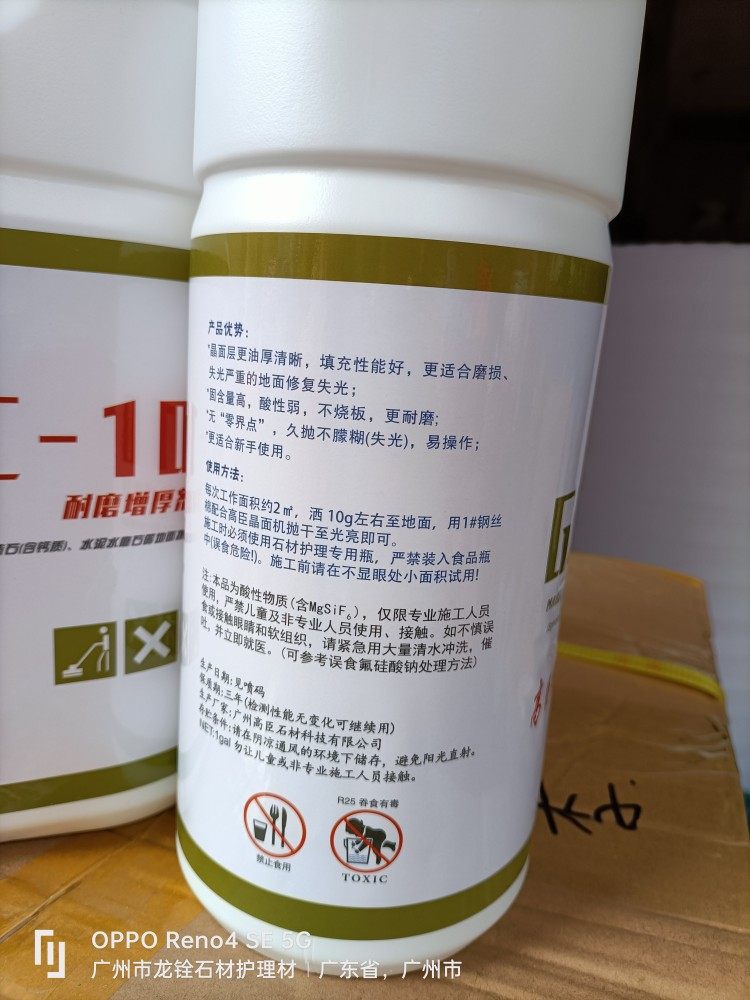 产品优势：
*晶面层更油厚清晰，填充性能好，更适合磨损、
失光严重的地面修复失光；
*固含量高，酸性弱，不烧板，更耐磨；
*无“零界点”，久抛不朦糊(失光)，易操作；
*更适合新手使用。
使用方法：
每次工作面积约2㎡，洒 10g左右至地面，用1#钢丝
棉配合高臣晶面机抛干至光亮即可。
施工时必须使用石材护理专用瓶，严禁装入食品瓶
中(误食危险!)。施工前请在不显眼处小面积试用!
注:本品为酸性物质(含MgSiF₆)，仅限专业施工人员
使用，严禁儿童及非专业人员使用、接触。如不慎误
食或接触眼睛和软组织，请紧急用大量清水冲洗，催
吐，并立即就医。(可参考误食氟硅酸钠处理方法)
生产日期:见喷码
保质期:三年(检测性能无变化可继续用)
生产厂家:广州高臣石材科技有限公司
存贮条件:请在阴凉通风的环境下储存，避免阳光直射。
NET:1gal 勿让儿童或非专业施工人员接触。
禁止食用
R25 吞食有毒
TOXIC
-10
耐磨增厚
石(含钙质)、水泥水磨石
G
OPPO Reno4 SE 5G
广州市龙铨石材护理材 | 广东省，广州市